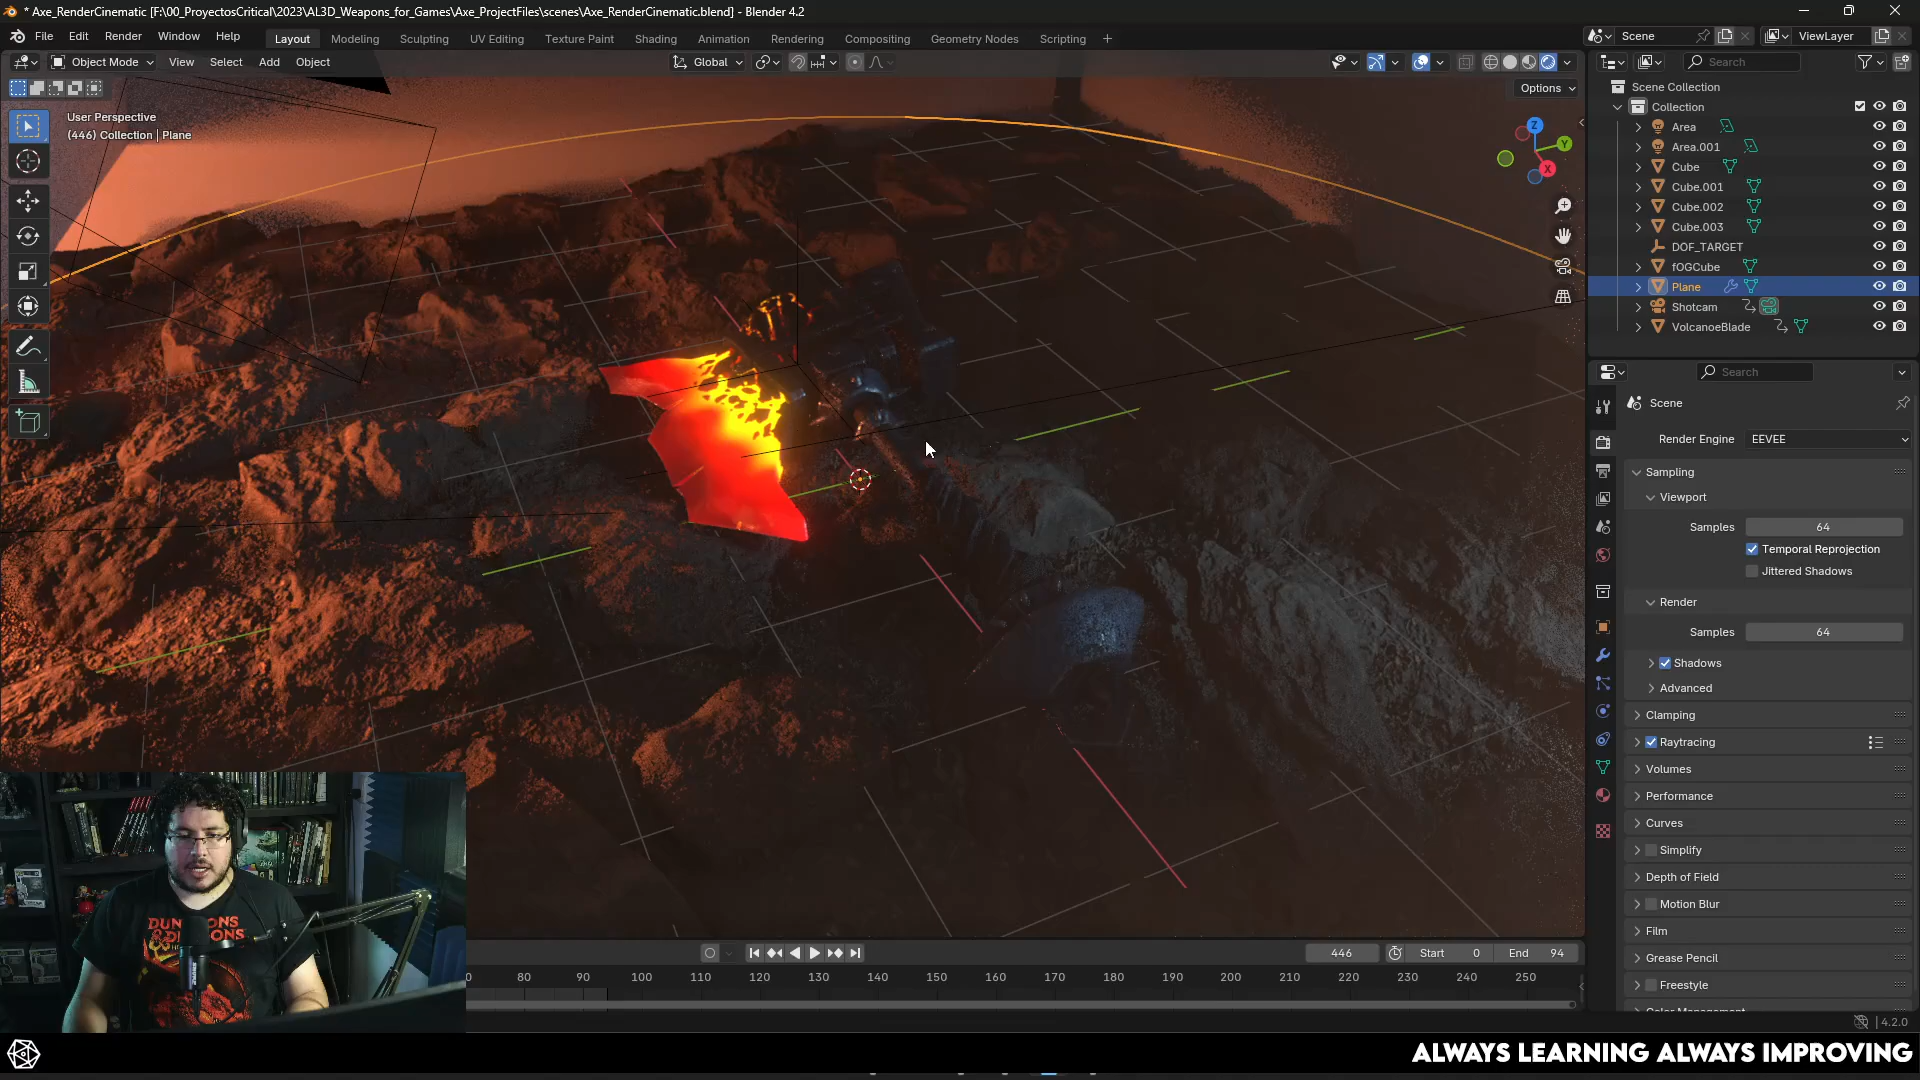 * Axe_RenderCinematic [F:\00_ProyectosCritical\2023\AL3D_Weapons_for_Games\Axe_ProjectFiles\scenes\Axe_RenderCinematic.blend] - Blender 4.2
File Edit Render Window Help
Layout Modeling Sculpting UV Editing Texture Paint Shading Animation Rendering Compositing Geometry Nodes Scripting +
Scene
ViewLayer
Object Mode View Select Add Object
Global
Search
Options
User Perspective
(446) Collection | Plane
Z
Y
X
Scene Collection
Collection
Area
Area.001
Cube
Cube.001
Cube.002
Cube.003
DOF_TARGET
fOGCube
Plane
Shotcam
VolcanoeBlade
Search
Scene
Render Engine EEVEE
Sampling
Viewport
Samples 64
Temporal Reprojection
Jittered Shadows
Render
Samples 64
Shadows
Advanced
Clamping
Raytracing
Volumes
Performance
Curves
Simplify
Depth of Field
Motion Blur
Film
Grease Pencil
Freestyle
Color Management
446 Start 0 End 94
0 80 90 100 110 120 130 140 150 160 170 180 190 200 210 220 230 240 250
4.2.0
DUNGEONS
& DRAGONS
ALWAYS LEARNING ALWAYS IMPROVING